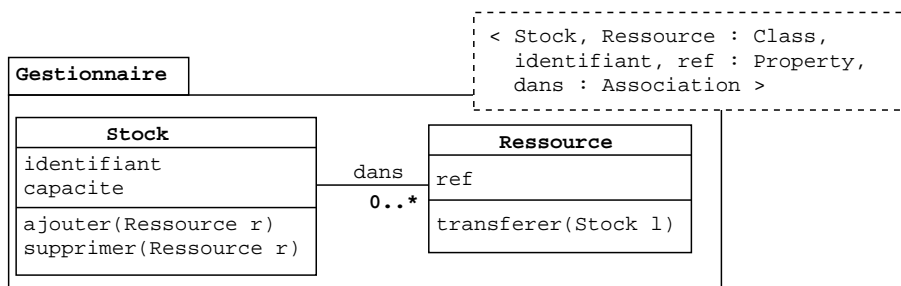 < Stock, Ressource : Class,
identifiant, ref : Property,
dans : Association >
Gestionnaire
Stock
identifiant
capacite
ajouter(Ressource r)
supprimer(Ressource r)
dans
0..*
Ressource
ref
transferer(Stock l)